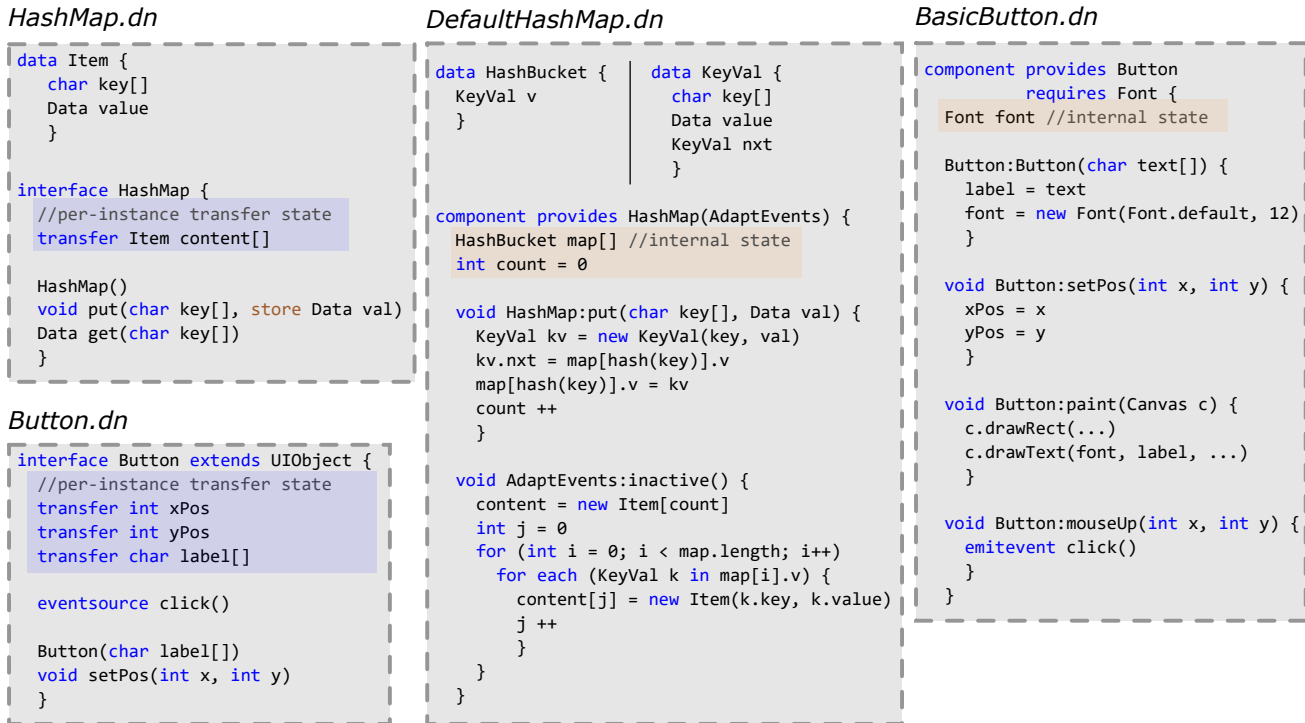 HashMap.dn
data Item {
char key[]
Data value
}
interface HashMap {
//per-instance transfer state
transfer Item content[]
HashMap()
void put(char key[], store Data val)
Data get(char key[])
}
Button.dn
interface Button extends UIObject {
//per-instance transfer state
transfer int xPos
transfer int yPos
transfer char label[]
eventsource click()
Button(char label[])
void setPos(int x, int y)
}
DefaultHashMap.dn
data HashBucket {
KeyVal v
}
data KeyVal {
char key[]
Data value
KeyVal nxt
}
component provides HashMap(AdaptEvents) {
HashBucket map[] //internal state
int count = 0
void HashMap:put(char key[], Data val) {
KeyVal kv = new KeyVal(key, val)
kv.nxt = map[hash(key)].v
map[hash(key)].v = kv
count ++
}
void AdaptEvents:inactive() {
content = new Item[count]
int j = 0
for (int i = 0; i < map.length; i++)
for each (KeyVal k in map[i].v) {
content[j] = new Item(k.key, k.value)
j ++
}
}
}
BasicButton.dn
component provides Button
requires Font {
Font font //internal state
Button:Button(char text[]) {
label = text
font = new Font(Font.default, 12)
}
void Button:setPos(int x, int y) {
xPos = x
yPos = y
}
void Button:paint(Canvas c) {
c.drawRect(...)
c.drawText(font, label, ...)
}
void Button:mouseUp(int x, int y) {
emitevent click()
}
}